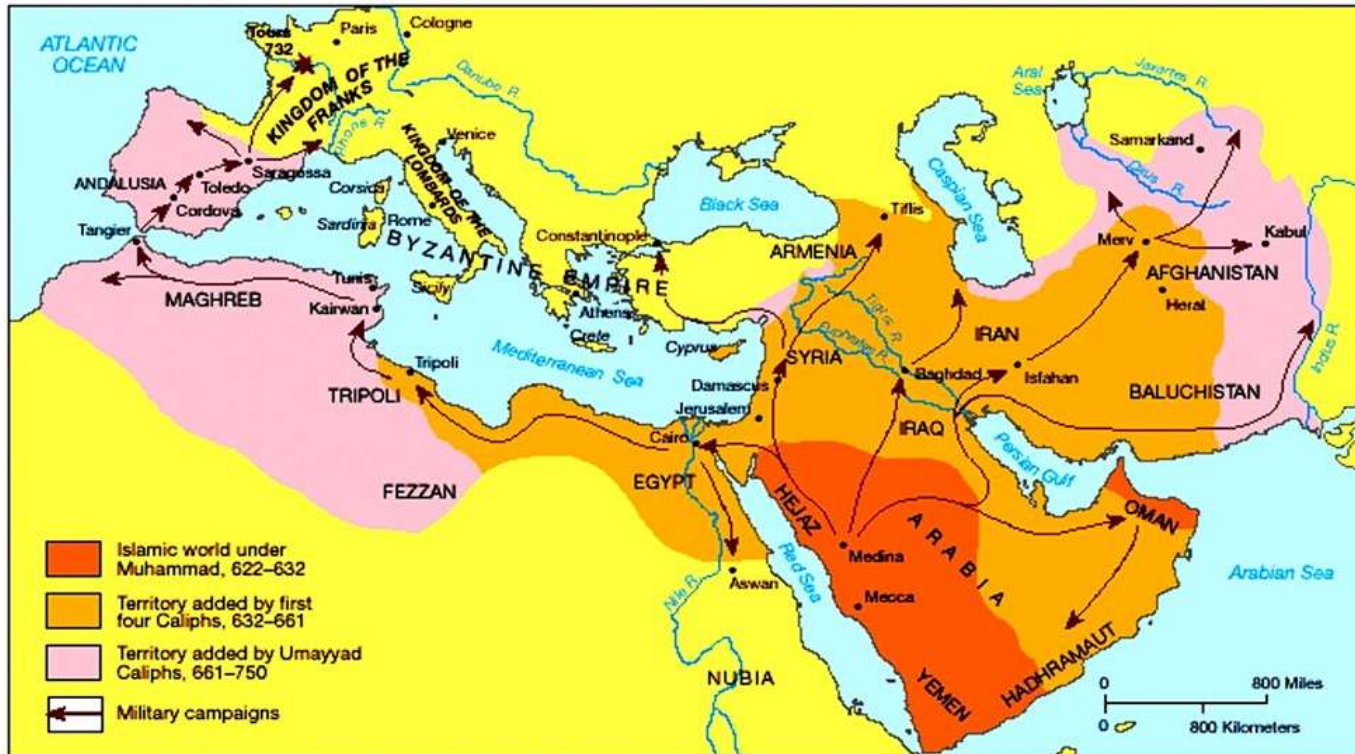 ATLANTIC
OCEAN
Tours
732
Paris
Cologne
KINGDOM OF THE
FRANKS
Danube R.
Rhone R.
Venice
KINGDOM OF THE
LOMBARDS
Saragossa
ANDALUSIA
Toledo
Cordova
Corsica
Sardinia
Rome
Tangier
BYZANTINE EMPIRE
Constantinople
Black Sea
Tiflis
ARMENIA
Caspian Sea
Aral
Sea
Jaxartes R.
Samarkand
Oxus R.
Merv
Kabul
AFGHANISTAN
Herat
Indus R.
MAGHREB
Tunis
Kairwan
Sicily
Athens
Crete
Cyprus
Mediterranean Sea
Tripoli
TRIPOLI
FEZZAN
SYRIA
Tigris R.
Euphrates R.
Damascus
Jerusalem
Baghdad
IRAN
Isfahan
IRAQ
BALUCHISTAN
Persian Gulf
Cairo
EGYPT
HEJAZ
ARABIA
OMAN
Medina
Mecca
Red Sea
Nile R.
Aswan
NUBIA
YEMEN
HADHRAMAUT
Arabian Sea
Islamic world under
Muhammad, 622–632
Territory added by first
four Caliphs, 632–661
Territory added by Umayyad
Caliphs, 661–750
Military campaigns
0 800 Miles
0 800 Kilometers